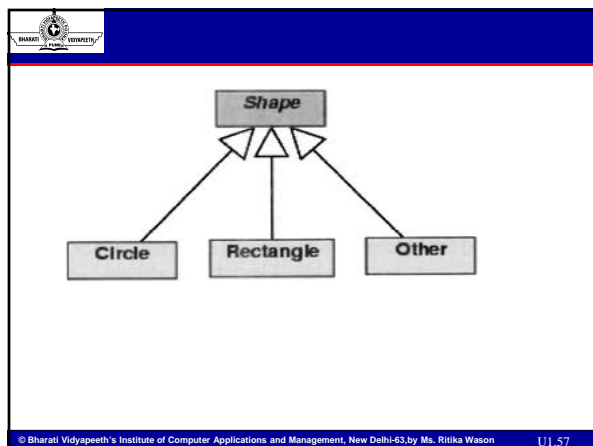 BHARATI VIDYAPEETH
PUNE
Shape
Circle
Rectangle
Other
© Bharati Vidyapeeth's Institute of Computer Applications and Management, New Delhi-63,by Ms. Ritika Wason
U1.57